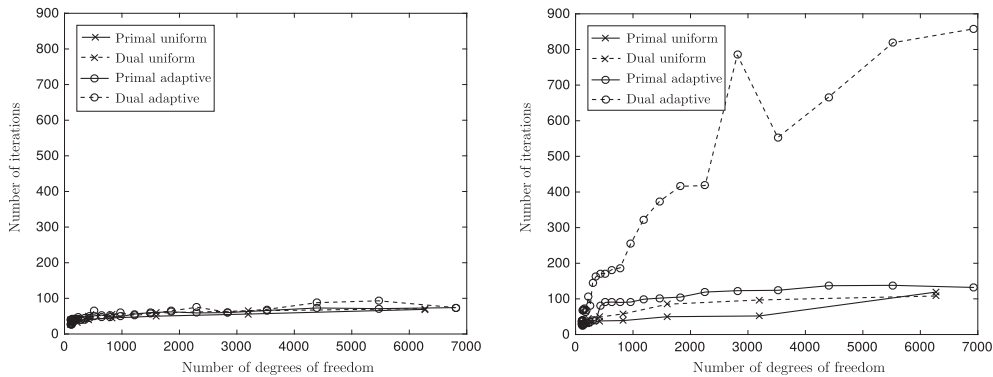 900
800
700
600
500
400
300
200
100
0
0 1000 2000 3000 4000 5000 6000 7000
Number of iterations
Number of degrees of freedom
Primal uniform
Dual uniform
Primal adaptive
Dual adaptive
900
800
700
600
500
400
300
200
100
0
0 1000 2000 3000 4000 5000 6000 7000
Number of iterations
Number of degrees of freedom
Primal uniform
Dual uniform
Primal adaptive
Dual adaptive